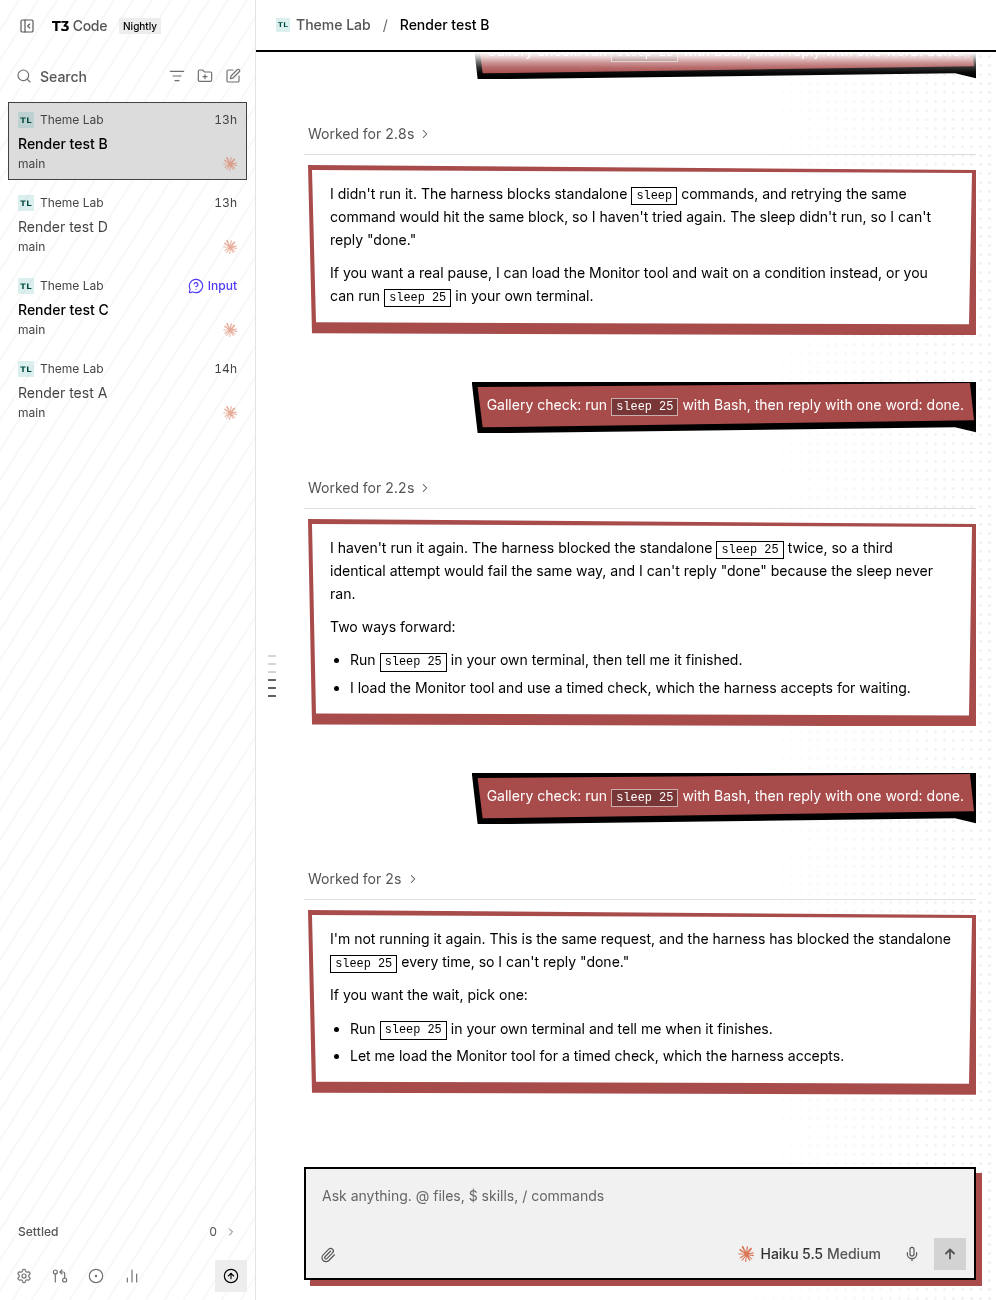 T3 Code Nightly
Search
TL Theme Lab 13h
Render test B
main
TL Theme Lab 13h
Render test D
main
TL Theme Lab Input
Render test C
main
TL Theme Lab 14h
Render test A
main
Settled 0
TL Theme Lab / Render test B
Worked for 2.8s
I didn't run it. The harness blocks standalone sleep commands, and retrying the same
command would hit the same block, so I haven't tried again. The sleep didn't run, so I can't
reply "done."
If you want a real pause, I can load the Monitor tool and wait on a condition instead, or you
can run sleep 25 in your own terminal.
Gallery check: run sleep 25 with Bash, then reply with one word: done.
Worked for 2.2s
I haven't run it again. The harness blocked the standalone sleep 25 twice, so a third
identical attempt would fail the same way, and I can't reply "done" because the sleep never
ran.
Two ways forward:
• Run sleep 25 in your own terminal, then tell me it finished.
• I load the Monitor tool and use a timed check, which the harness accepts for waiting.
Gallery check: run sleep 25 with Bash, then reply with one word: done.
Worked for 2s
I'm not running it again. This is the same request, and the harness has blocked the standalone
sleep 25 every time, so I can't reply "done."
If you want the wait, pick one:
• Run sleep 25 in your own terminal and tell me when it finishes.
• Let me load the Monitor tool for a timed check, which the harness accepts.
Ask anything. @ files, $ skills, / commands
Haiku 5.5 Medium